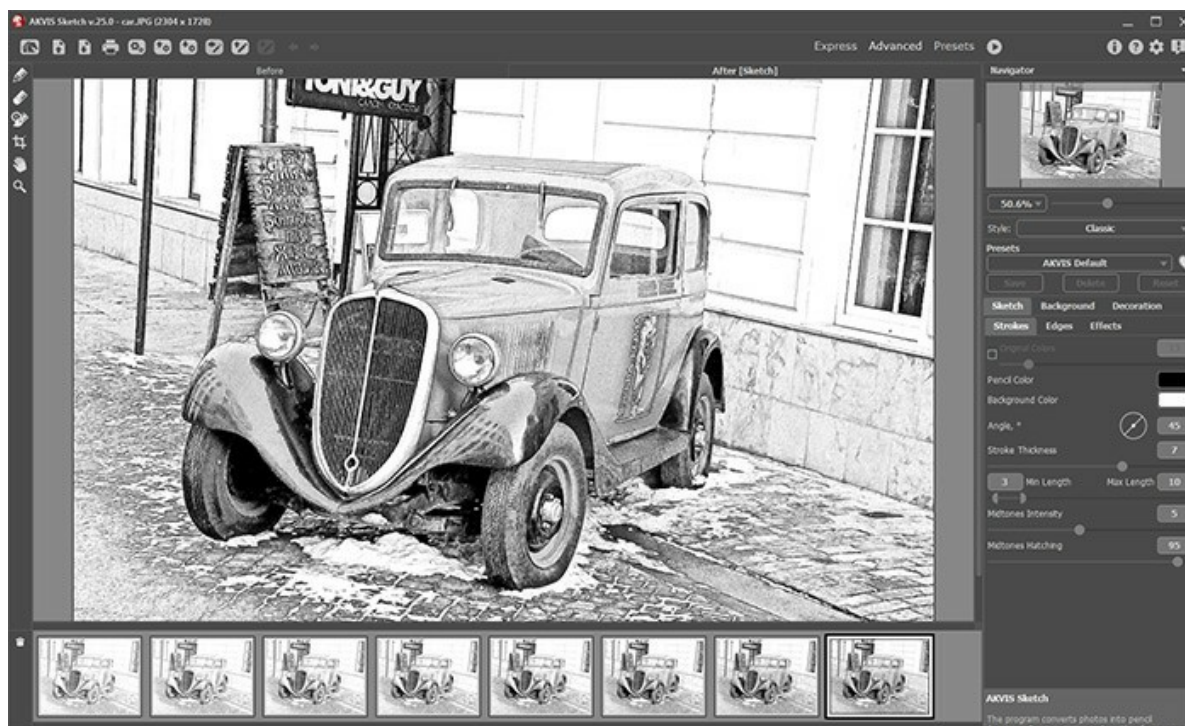 AKVIS Sketch v.25.0 - car.JPG (2304 x 1728)
Express Advanced Presets
Before After [Sketch] Navigator
TONI&GUY
50.6%
Style: Classic
Presets
AKVIS Default
Save Delete Reset
Sketch Background Decoration
Strokes Edges Effects
Original Colors
Pencil Color
Background Color
Angle, ° 45
Stroke Thickness 7
3 Min Length Max Length 10
Midtones Intensity 5
Midtones Hatching 95
AKVIS Sketch
The program converts photos into pencil